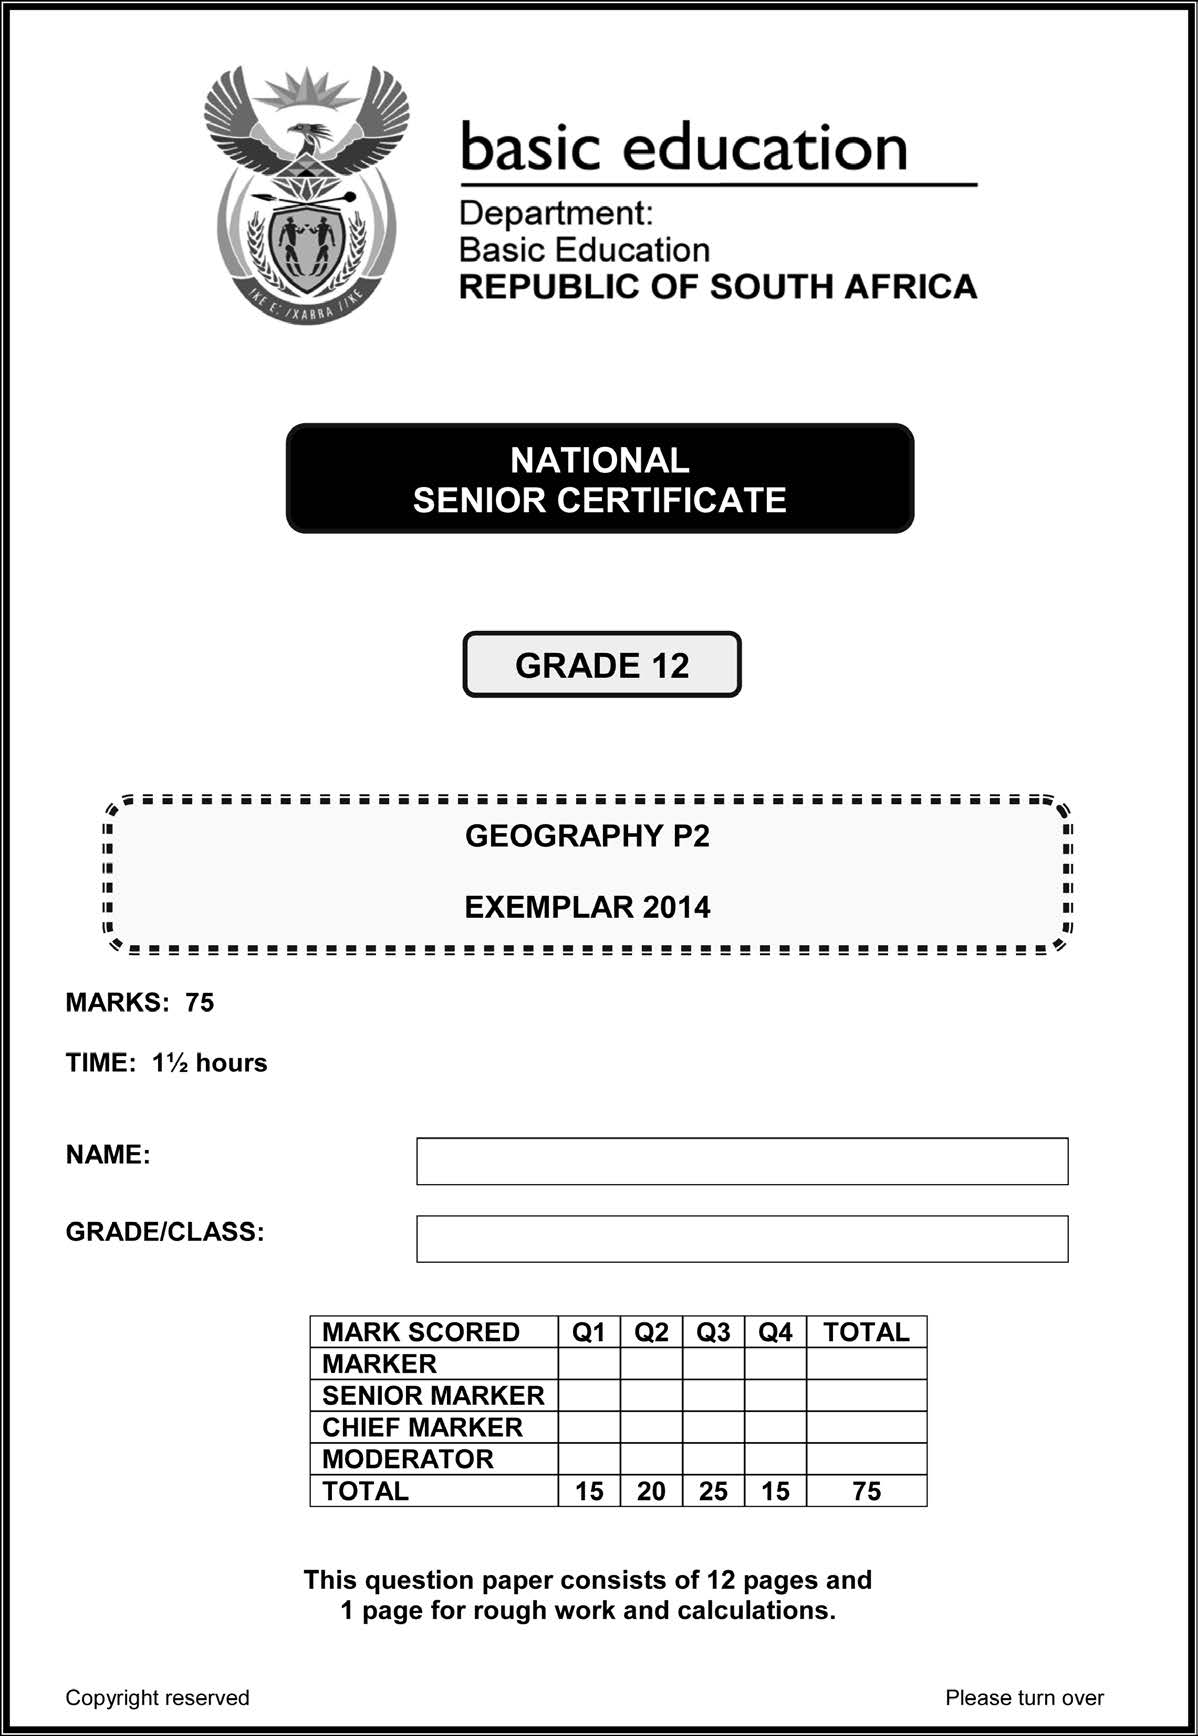 !KE E: /XARRA //KE
basic education
Department:
Basic Education
REPUBLIC OF SOUTH AFRICA
NATIONAL
SENIOR CERTIFICATE
GRADE 12
GEOGRAPHY P2
EXEMPLAR 2014
MARKS: 75
TIME: 1½ hours
NAME:
GRADE/CLASS:
MARK SCORED Q1 Q2 Q3 Q4 TOTAL
MARKER
SENIOR MARKER
CHIEF MARKER
MODERATOR
TOTAL 15 20 25 15 75
This question paper consists of 12 pages and
1 page for rough work and calculations.
Copyright reserved Please turn over